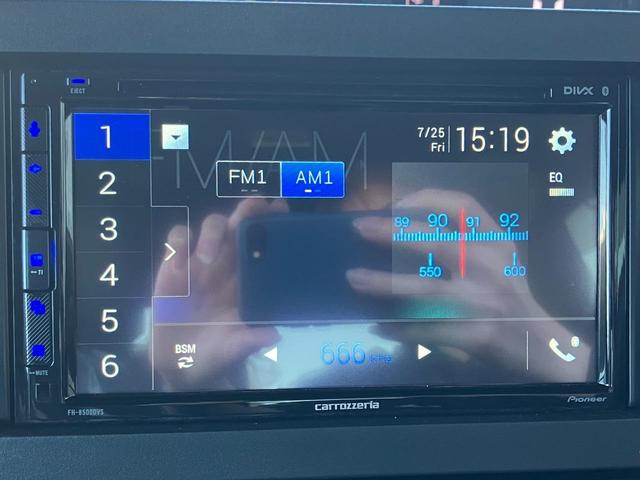 EJECT
DIVX
1
2
3
4
5
6
FM/AM
7/25
Fri
15:19
FM1
AM1
EQ
89 90 91 92
550 600
BSM
666 kHz
MUTE
FH-8500DVS
carrozzeria
Pioneer